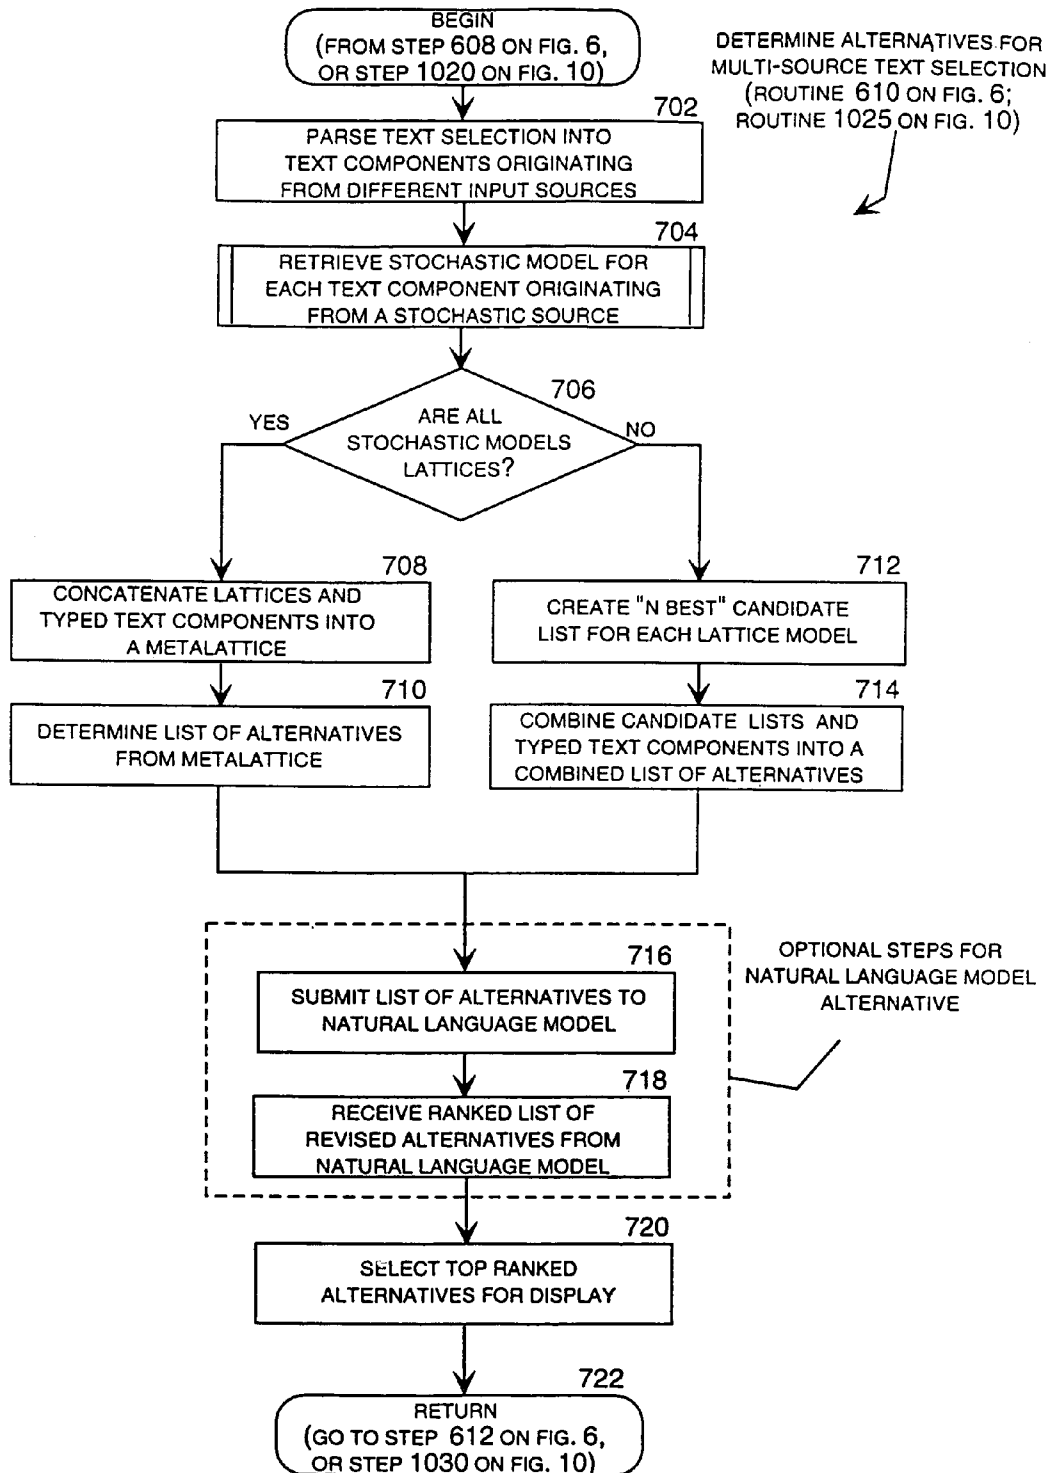 BEGIN
(FROM STEP 608 ON FIG. 6,
OR STEP 1020 ON FIG. 10)
DETERMINE ALTERNATIVES FOR
MULTI-SOURCE TEXT SELECTION
(ROUTINE 610 ON FIG. 6;
ROUTINE 1025 ON FIG. 10)
702
PARSE TEXT SELECTION INTO
TEXT COMPONENTS ORIGINATING
FROM DIFFERENT INPUT SOURCES
704
RETRIEVE STOCHASTIC MODEL FOR
EACH TEXT COMPONENT ORIGINATING
FROM A STOCHASTIC SOURCE
706
ARE ALL
STOCHASTIC MODELS
LATTICES?
YES
NO
708
CONCATENATE LATTICES AND
TYPED TEXT COMPONENTS INTO
A METALATTICE
710
DETERMINE LIST OF ALTERNATIVES
FROM METALATTICE
712
CREATE "N BEST" CANDIDATE
LIST FOR EACH LATTICE MODEL
714
COMBINE CANDIDATE LISTS AND
TYPED TEXT COMPONENTS INTO A
COMBINED LIST OF ALTERNATIVES
OPTIONAL STEPS FOR
NATURAL LANGUAGE MODEL
ALTERNATIVE
716
SUBMIT LIST OF ALTERNATIVES TO
NATURAL LANGUAGE MODEL
718
RECEIVE RANKED LIST OF
REVISED ALTERNATIVES FROM
NATURAL LANGUAGE MODEL
720
SELECT TOP RANKED
ALTERNATIVES FOR DISPLAY
722
RETURN
(GO TO STEP 612 ON FIG. 6,
OR STEP 1030 ON FIG. 10)